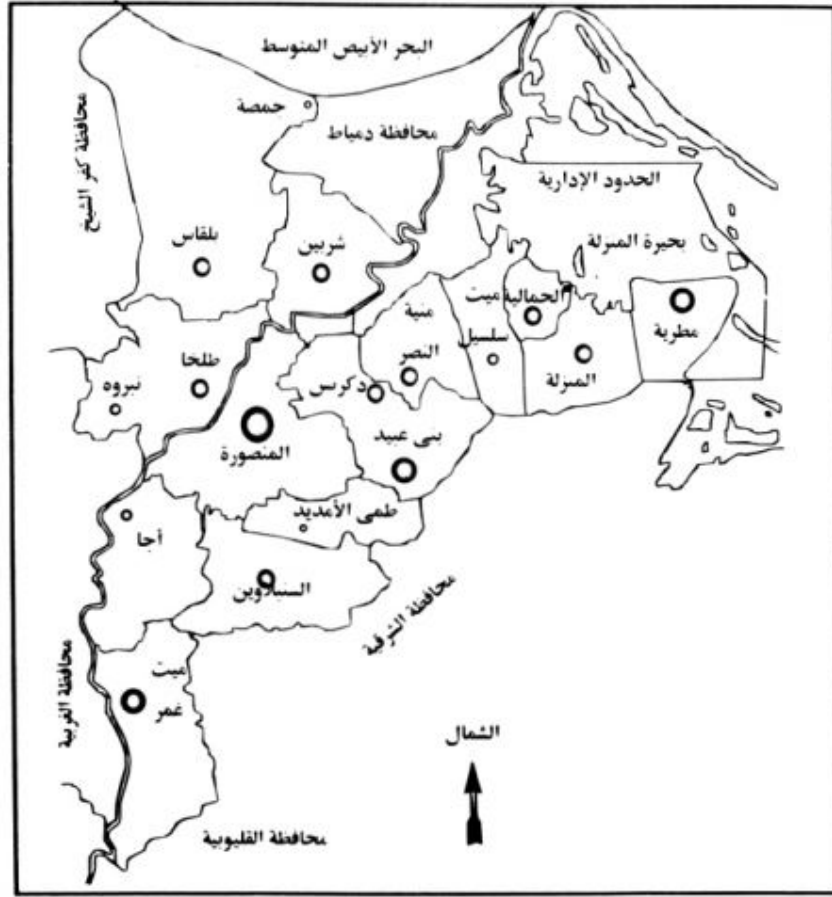 البحر الأبيض المتوسط
جمصة
محافظة دمياط
محافظة كفر الشيخ
الحدود الإدارية
بحيرة المنزلة
بلقاس
شربين
ميت
سلسيل
الجمالية
مطرية
منية
النصر
المنزلة
طلخا
نبروه
دكرنس
المنصورة
بنى عبيد
طمى الأمديد
أجا
السنبلاوين
محافظة الشرقية
ميت
غمر
محافظة الغربية
الشمال
محافظة القليوبية